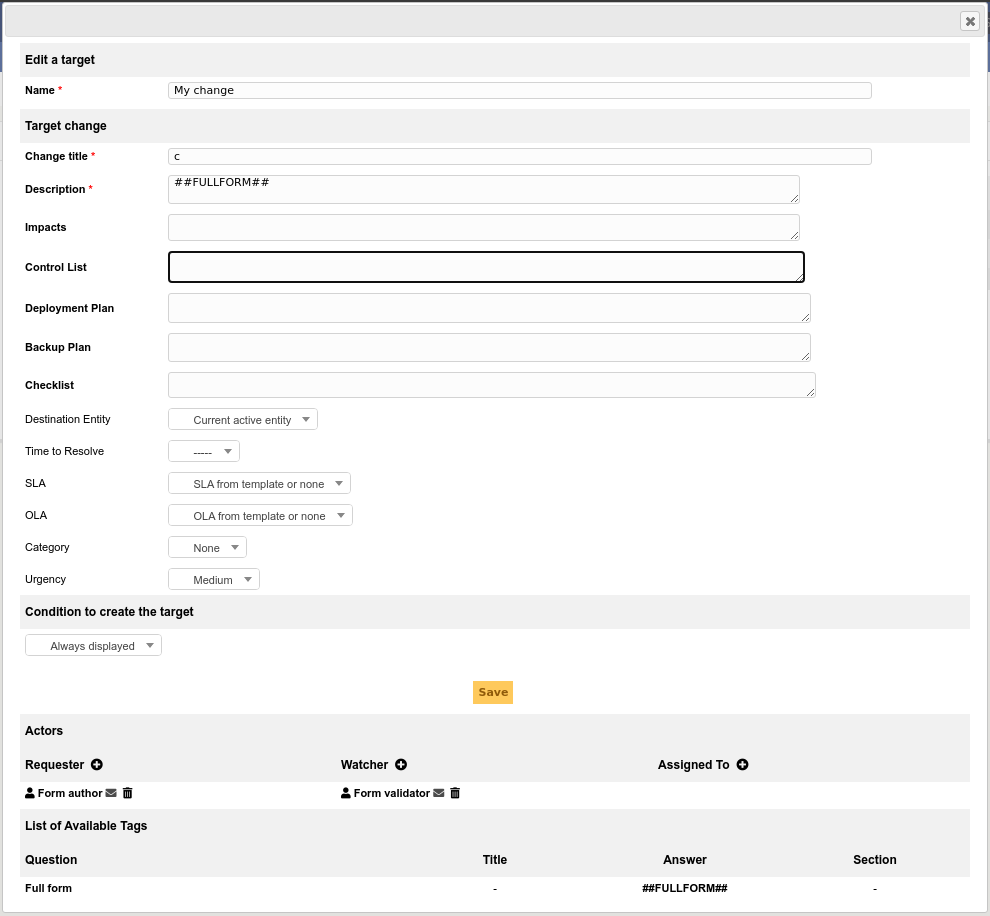 Edit a target
Name * My change
Target change
Change title * c
Description * ##FULLFORM##
Impacts
Control List
Deployment Plan
Backup Plan
Checklist
Destination Entity Current active entity
Time to Resolve -----
SLA SLA from template or none
OLA OLA from template or none
Category None
Urgency Medium
Condition to create the target
Always displayed
Save
Actors
Requester Watcher Assigned To
Form author Form validator
List of Available Tags
Question Title Answer Section
Full form - ##FULLFORM## -